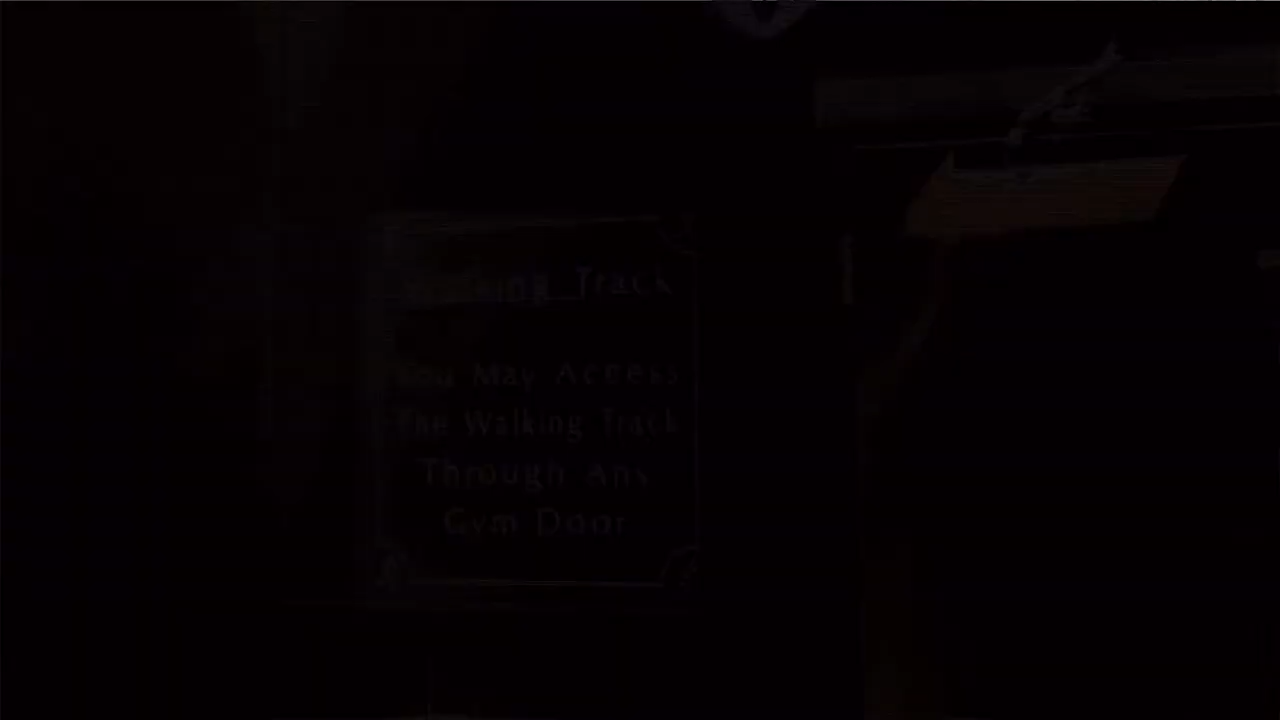 Walking Track
You May Access
The Walking Track
Through Any
Gym Door